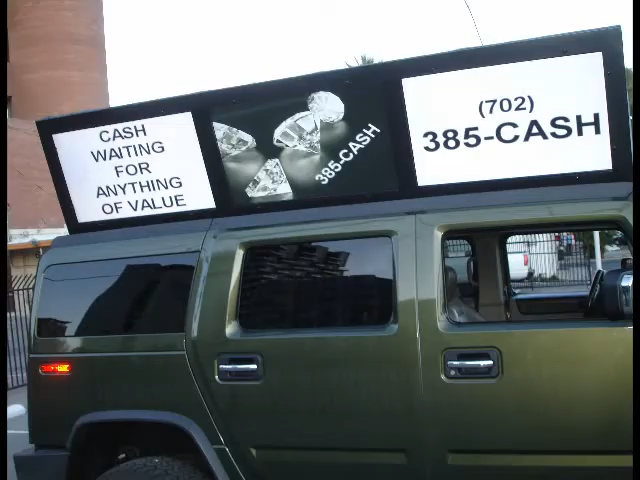 CASH
WAITING
FOR
ANYTHING
OF VALUE
385-CASH
(702)
385-CASH